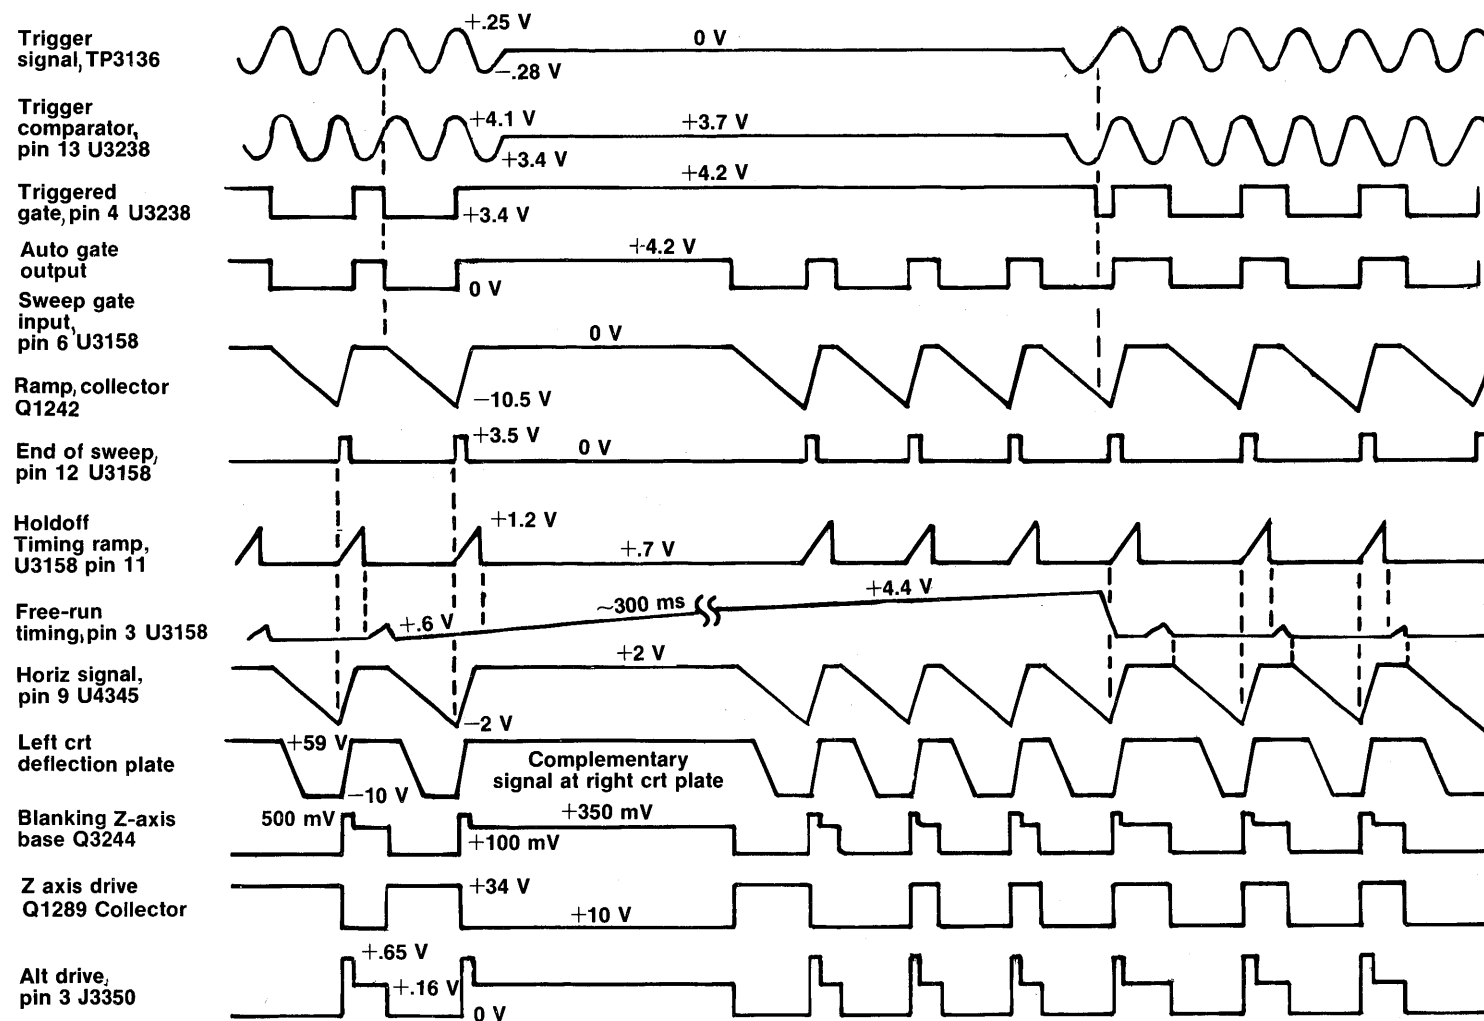 Trigger
signal, TP3136
+.25 V
0 V
−.28 V
Trigger
comparator,
pin 13 U3238
+4.1 V
+3.7 V
+3.4 V
Triggered
gate, pin 4 U3238
+4.2 V
+3.4 V
Auto gate
output
+4.2 V
0 V
Sweep gate
input,
pin 6 U3158
0 V
Ramp, collector
Q1242
−10.5 V
End of sweep,
pin 12 U3158
+3.5 V
0 V
Holdoff
Timing ramp,
U3158 pin 11
+1.2 V
+.7 V
Free-run
timing, pin 3 U3158
+.6 V
~300 ms
+4.4 V
Horiz signal,
pin 9 U4345
+2 V
−2 V
Left crt
deflection plate
+59 V
−10 V
Complementary
signal at right crt plate
Blanking Z-axis
base Q3244
500 mV
+350 mV
+100 mV
Z axis drive
Q1289 Collector
+34 V
+10 V
Alt drive,
pin 3 J3350
+.65 V
+.16 V
0 V